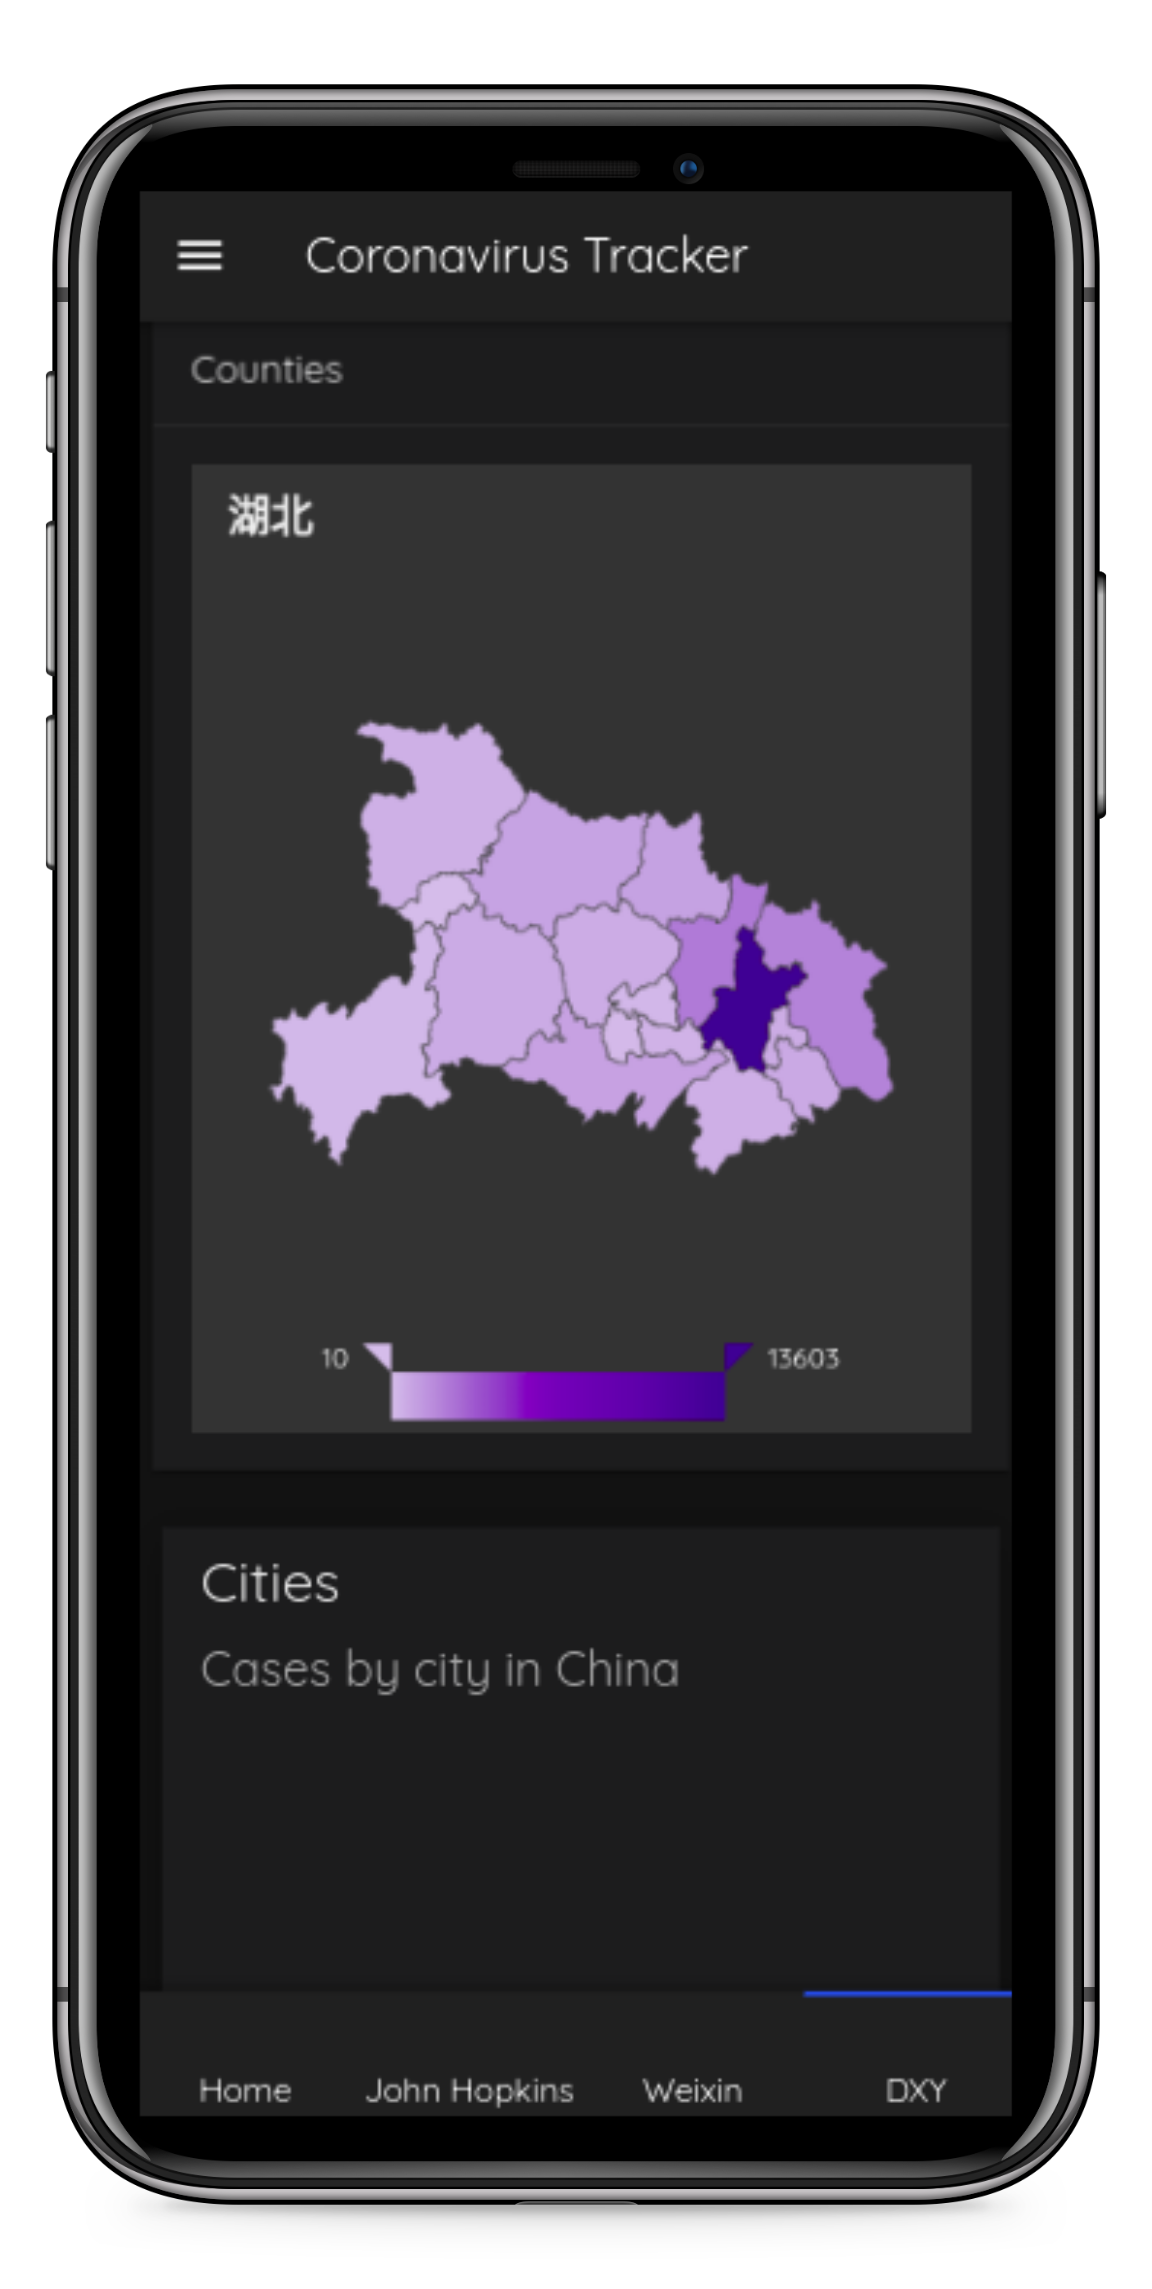 Coronavirus Tracker
Counties
湖北
10 13603
Cities
Cases by city in China
Home John Hopkins Weixin DXY